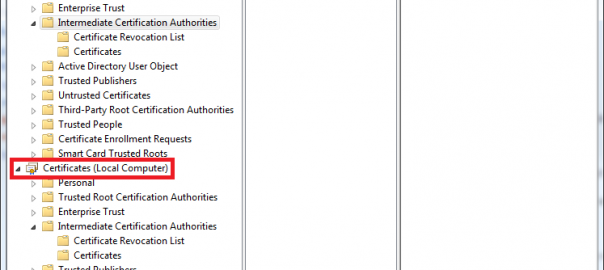 Enterprise Trust
Intermediate Certification Authorities
Certificate Revocation List
Certificates
Active Directory User Object
Trusted Publishers
Untrusted Certificates
Third-Party Root Certification Authorities
Trusted People
Certificate Enrollment Requests
Smart Card Trusted Roots
Certificates (Local Computer)
Personal
Trusted Root Certification Authorities
Enterprise Trust
Intermediate Certification Authorities
Certificate Revocation List
Certificates
Trusted Publishers